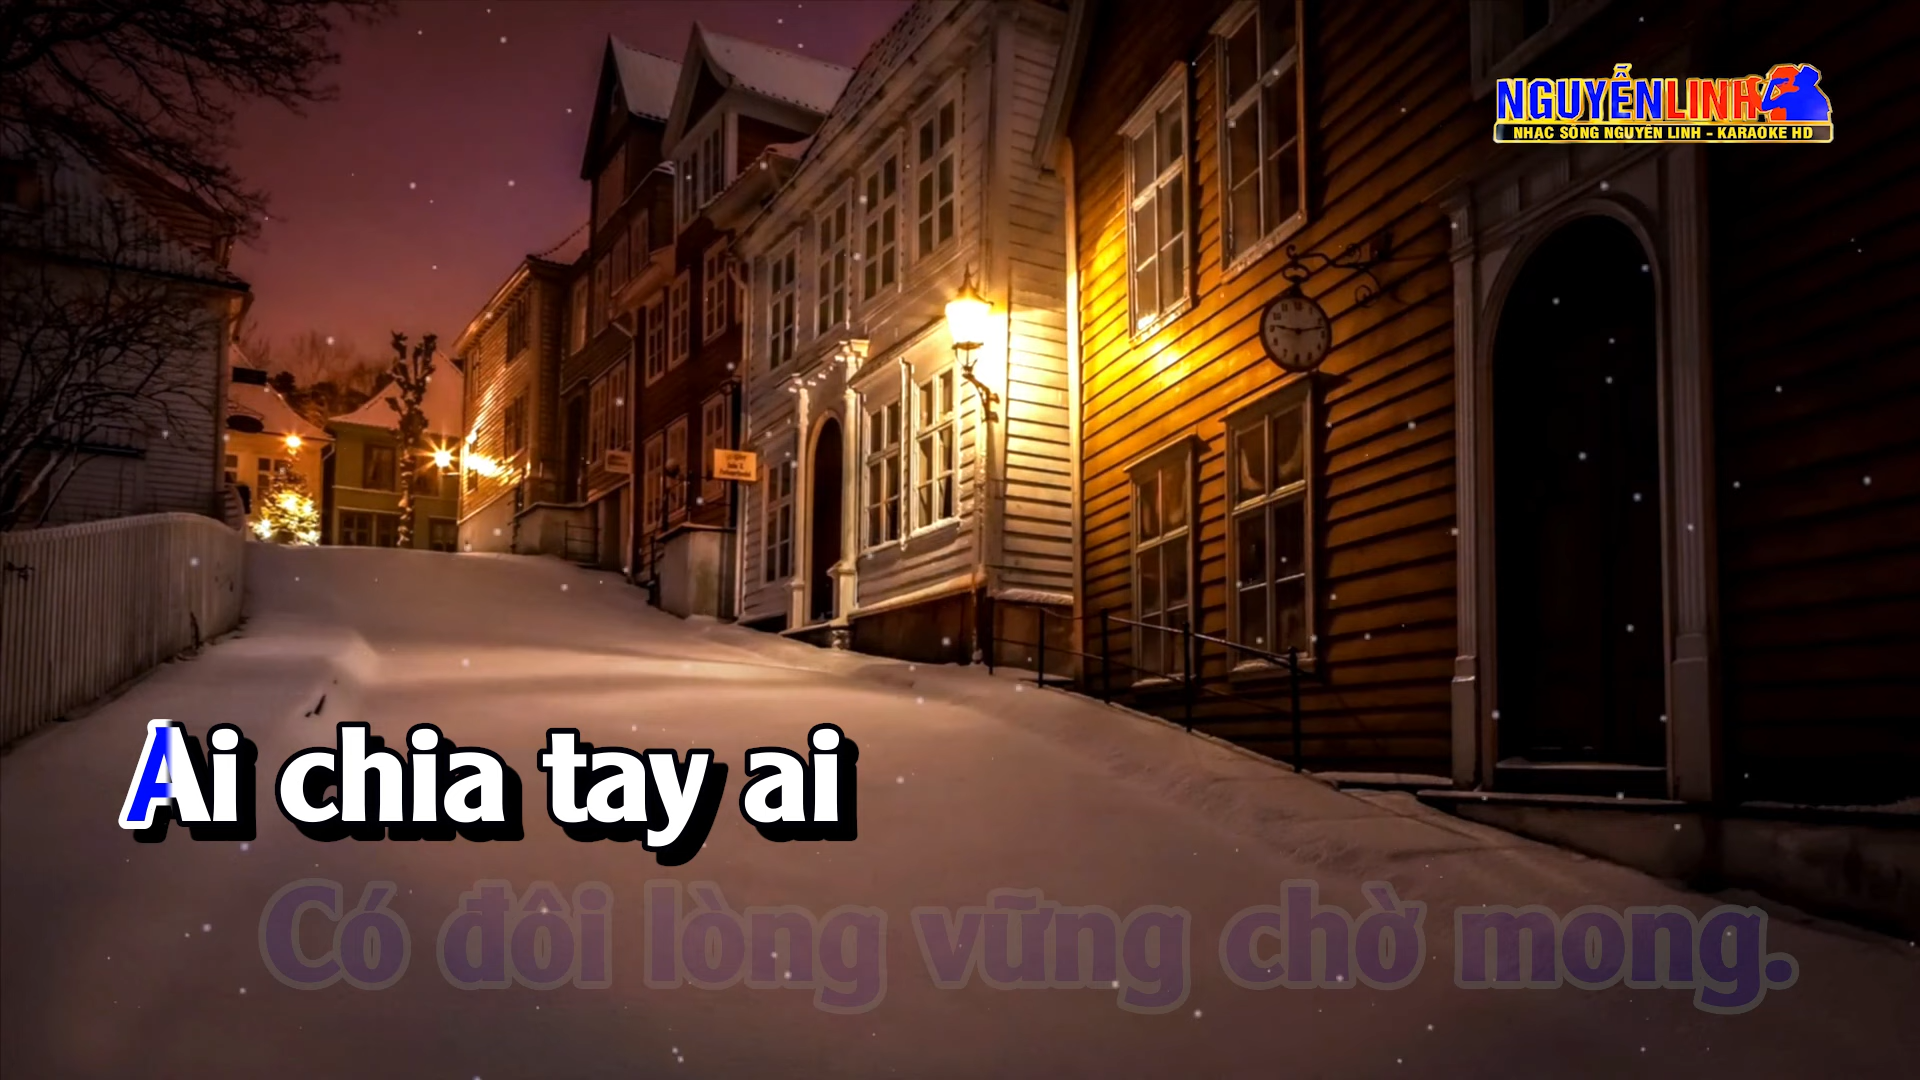 NGUYỄN LINH
NHẠC SỐNG NGUYỄN LINH - KARAOKE HD
Ai chia tay ai
Có đôi lòng vững chờ mong.